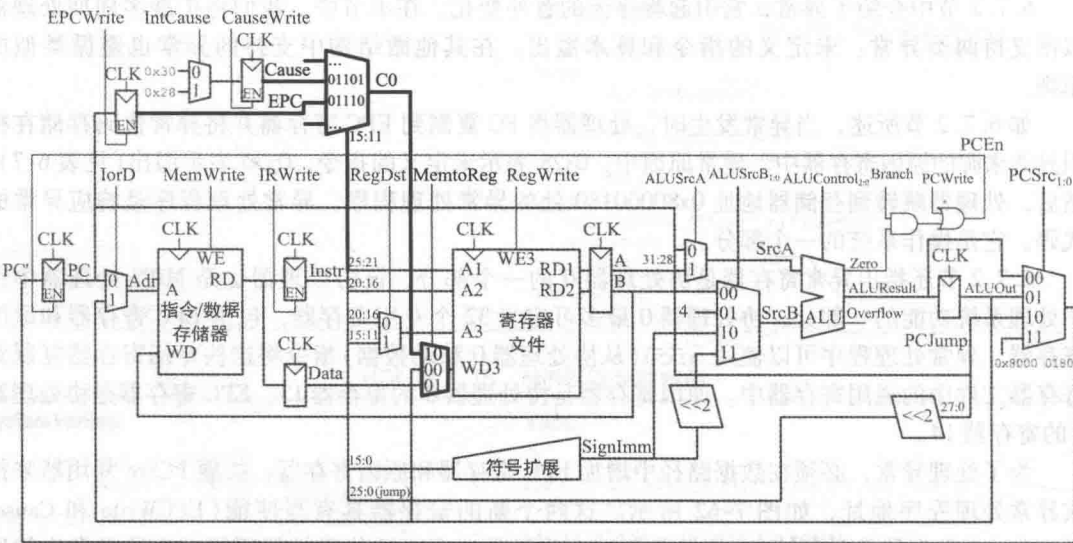 EPCWrite IntCause CauseWrite
CLK
CLK
0x30
0
Cause
...
01101
C0
0x28
1
EN
EPC
01110
EN
...
15:11
PCEn
IorD MemWrite IRWrite RegDst MemtoReg RegWrite
ALUSrcA ALUSrcB1:0 ALUControl2:0 Branch PCWrite PCSrc1:0
CLK
CLK
CLK
CLK
CLK
CLK
PC'
PC
EN
0
1
Adr
A
WE
RD
指令/数据
存储器
WD
EN
Instr
CLK
Data
25:21
20:16
20:16
0
15:11
1
10
00
01
A1
WE3
RD1
A2
RD2
A3
寄存器
文件
WD3
A
B
31:28
4
0
1
00
01
10
11
SrcA
SrcB
ALU
Zero
ALUResult
Overflow
ALUOut
00
01
10
11
PCJump
0x8000 0180
<<2
<<2
27:0
SignImm
15:0
符号扩展
25:0 (jump)